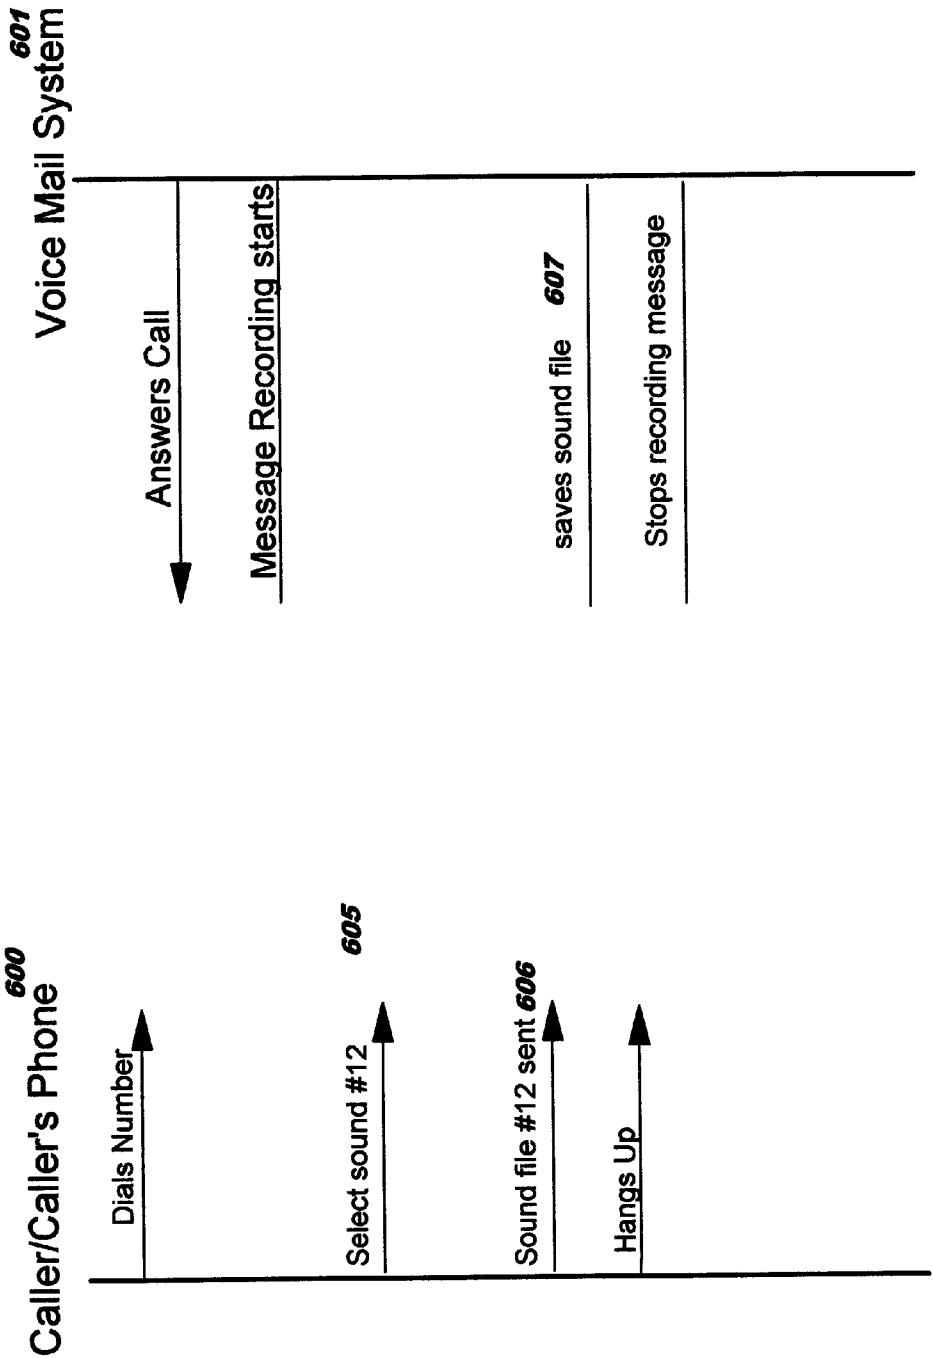 600
Caller/Caller's Phone
601
Voice Mail System
Dials Number
Answers Call
Message Recording starts
Select sound #12
605
Sound file #12 sent 606
saves sound file 607
Hangs Up
Stops recording message